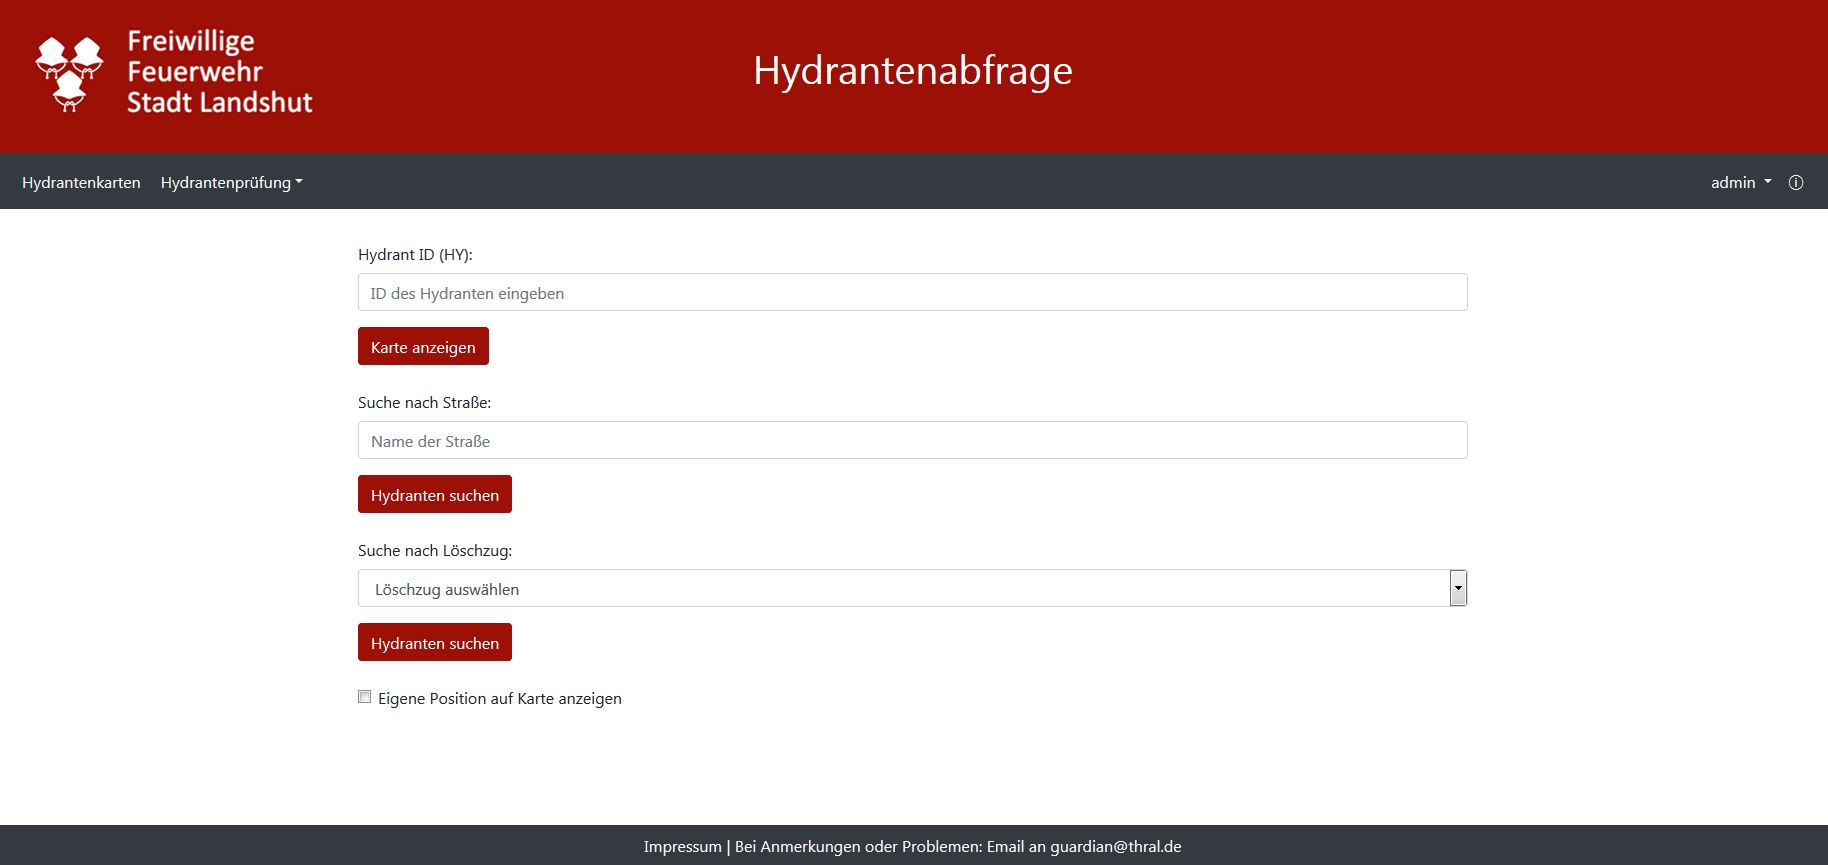 Freiwillige
Feuerwehr
Stadt Landshut
Hydrantenabfrage
Hydrantenkarten Hydrantenprüfung admin ⓘ
Hydrant ID (HY):
ID des Hydranten eingeben
Karte anzeigen
Suche nach Straße:
Name der Straße
Hydranten suchen
Suche nach Löschzug:
Löschzug auswählen
Hydranten suchen
Eigene Position auf Karte anzeigen
Impressum | Bei Anmerkungen oder Problemen: Email an guardian@thral.de